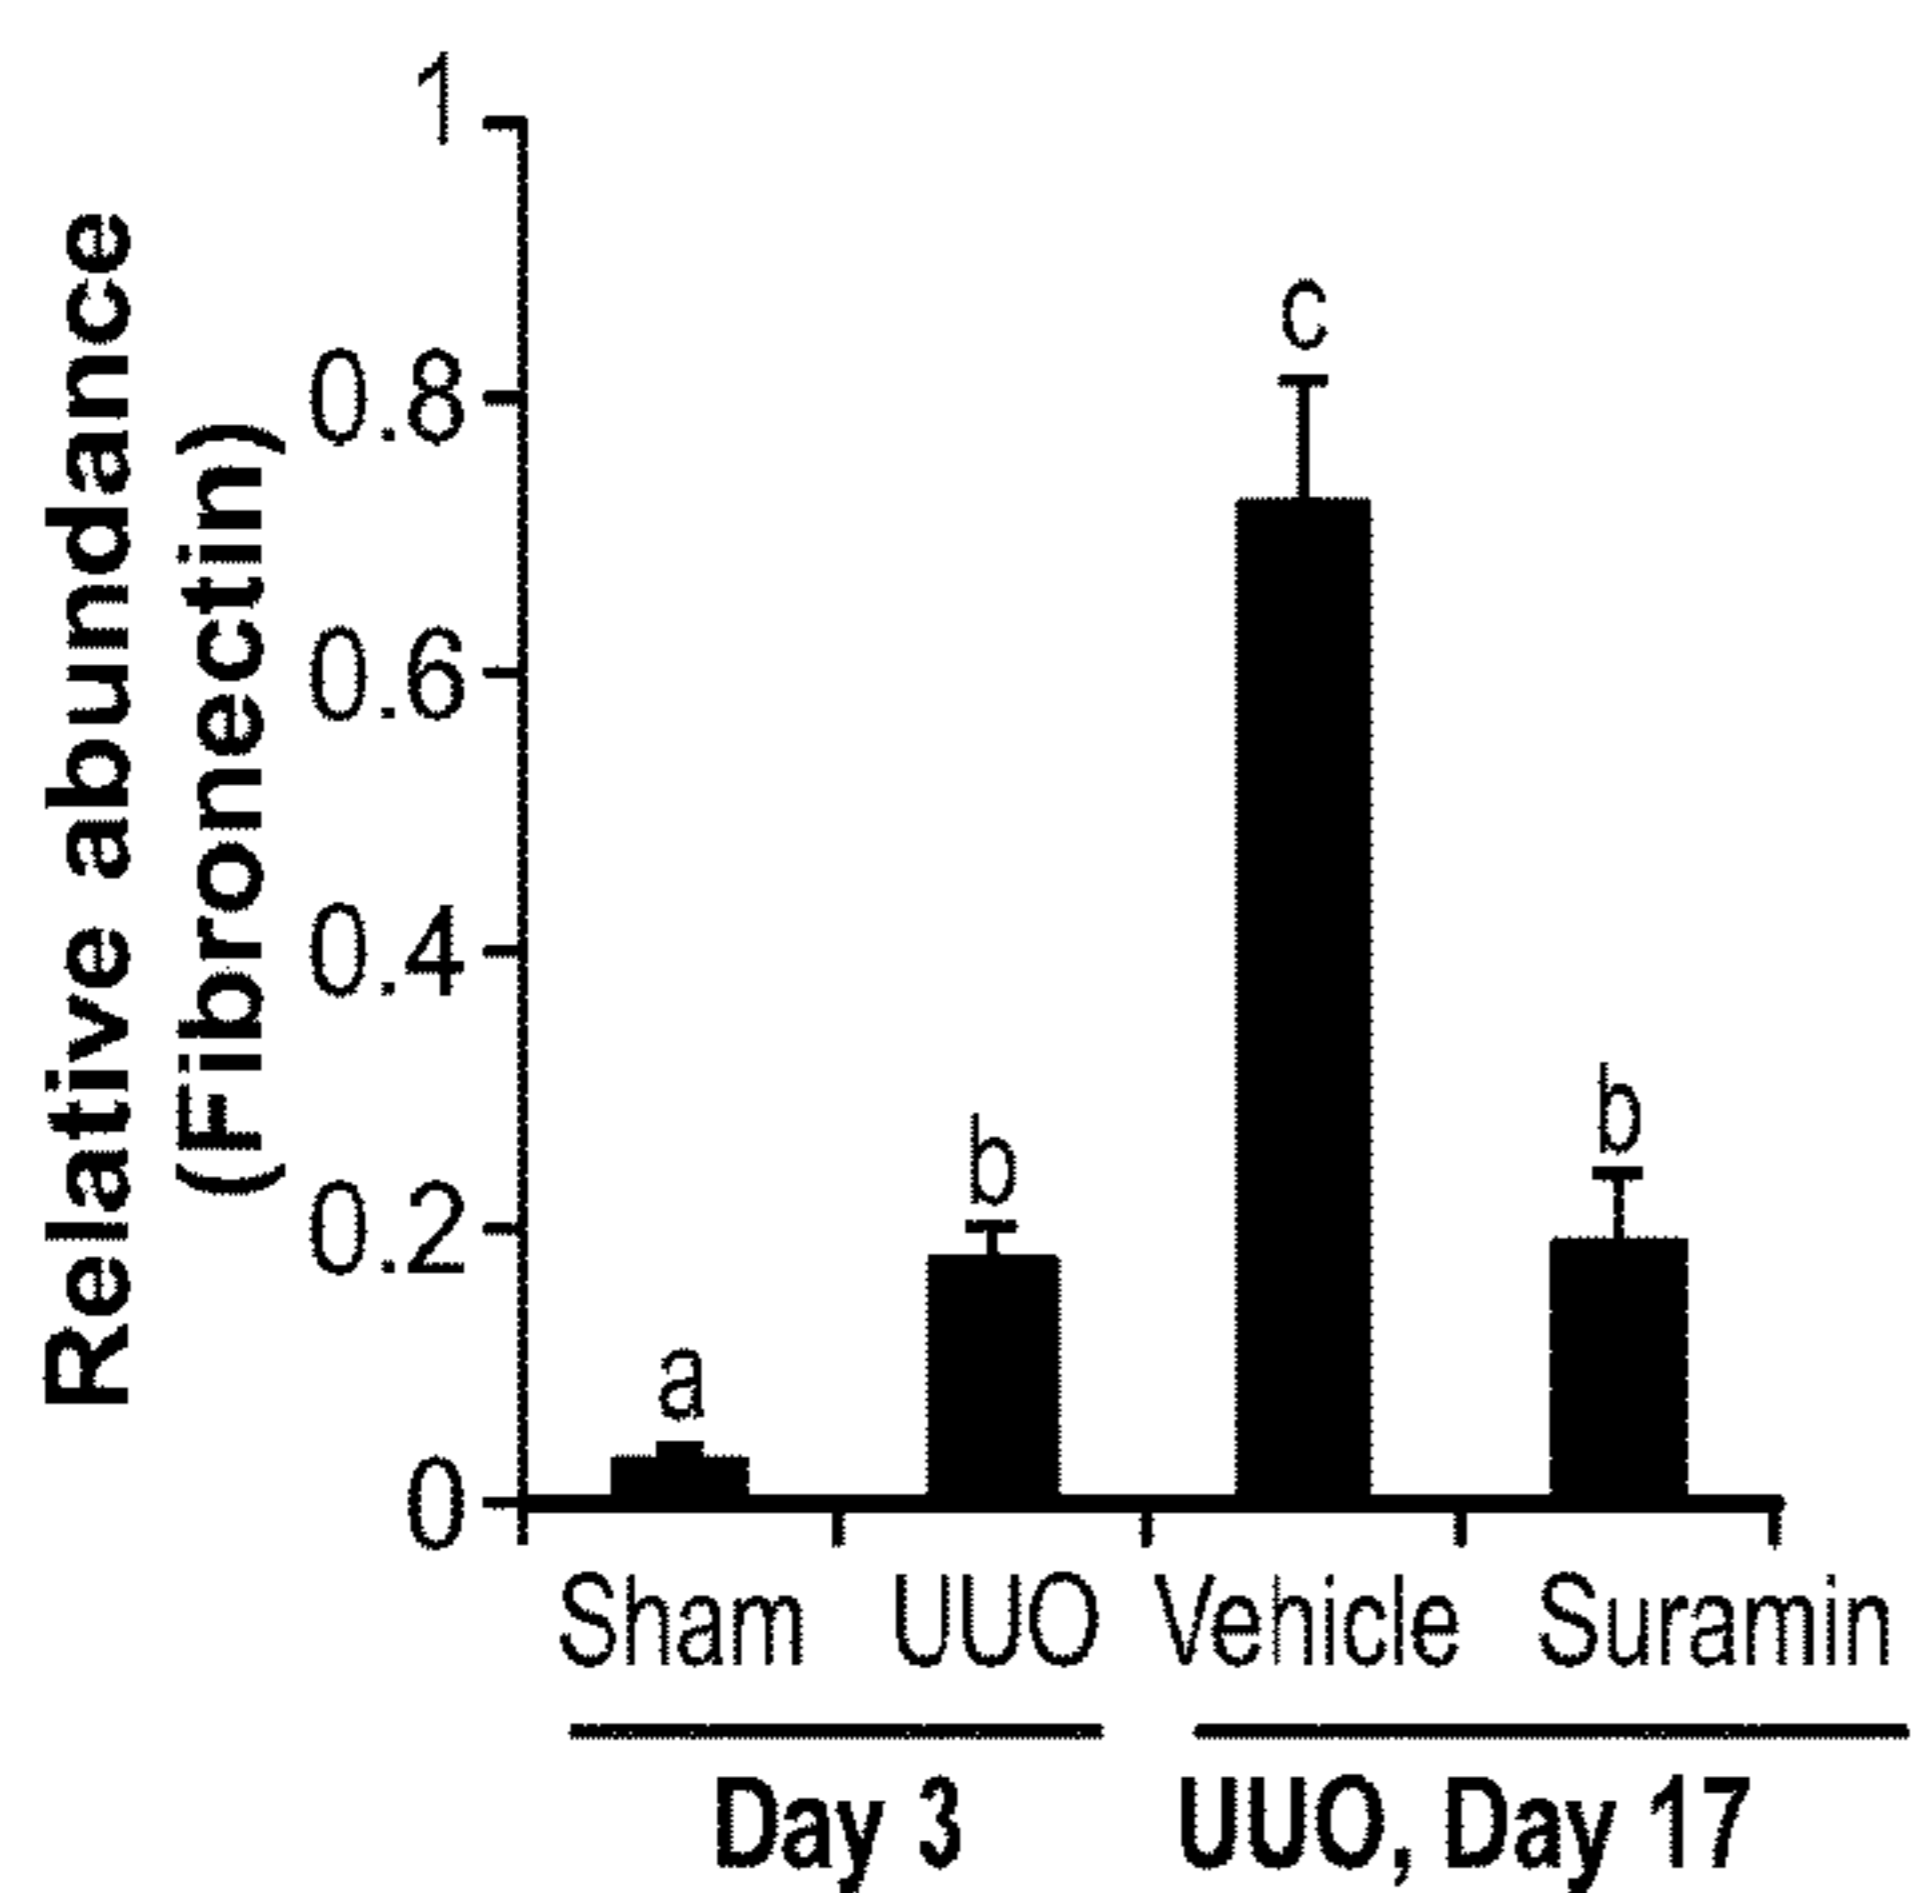 Relative abundance
(Fibronectin)
1
0.8
0.6
0.4
0.2
0
a
b
c
b
Sham UUO Vehicle Suramin
Day 3 UUO, Day 17